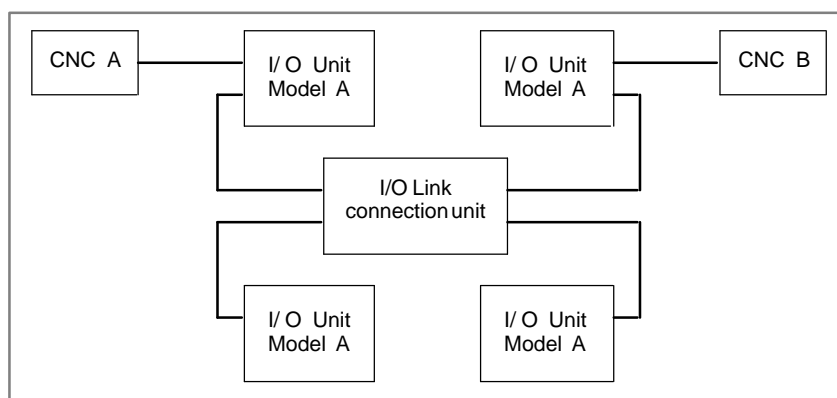 CNC A
I/O Unit
Model A
I/O Unit
Model A
CNC B
I/O Link
connection unit
I/O Unit
Model A
I/O Unit
Model A